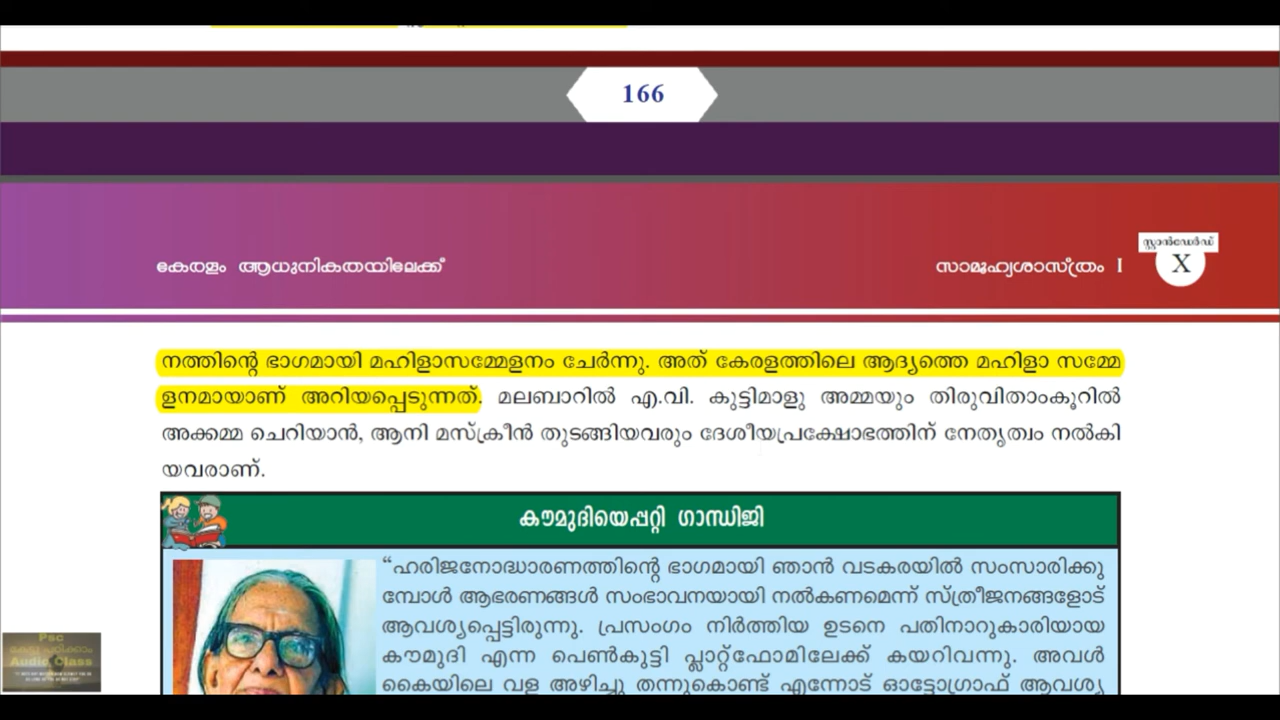 166
കേരളം ആധുനികതയിലേക്ക്
സാമൂഹ്യശാസ്ത്രം I
സ്റ്റാൻഡേർഡ്
X
നത്തിന്റെ ഭാഗമായി മഹിളാസമ്മേളനം ചേർന്നു. അത് കേരളത്തിലെ ആദ്യത്തെ മഹിളാ സമ്മേ
ളനമായാണ് അറിയപ്പെടുന്നത്. മലബാറിൽ എ.വി. കുട്ടിമാളു അമ്മയും തിരുവിതാംകൂറിൽ
അക്കമ്മ ചെറിയാൻ, ആനി മസ്ക്രീൻ തുടങ്ങിയവരും ദേശീയപ്രക്ഷോഭത്തിന് നേതൃത്വം നൽകി
യവരാണ്.
കൗമുദിയെപ്പറ്റി ഗാന്ധിജി
“ഹരിജനോദ്ധാരണത്തിന്റെ ഭാഗമായി ഞാൻ വടകരയിൽ സംസാരിക്കു
മ്പോൾ ആഭരണങ്ങൾ സംഭാവനയായി നൽകണമെന്ന് സ്ത്രീജനങ്ങളോട്
ആവശ്യപ്പെട്ടിരുന്നു. പ്രസംഗം നിർത്തിയ ഉടനെ പതിനാറുകാരിയായ
കൗമുദി എന്ന പെൺകുട്ടി പ്ലാറ്റ്ഫോമിലേക്ക് കയറിവന്നു. അവൾ
കൈയിലെ വള അഴിച്ചു തന്നുകൊണ്ട് എന്നോട് ഓട്ടോഗ്രാഫ് ആവശ്യ
Psc
കേട്ടു പഠിക്കാം
Audio Class